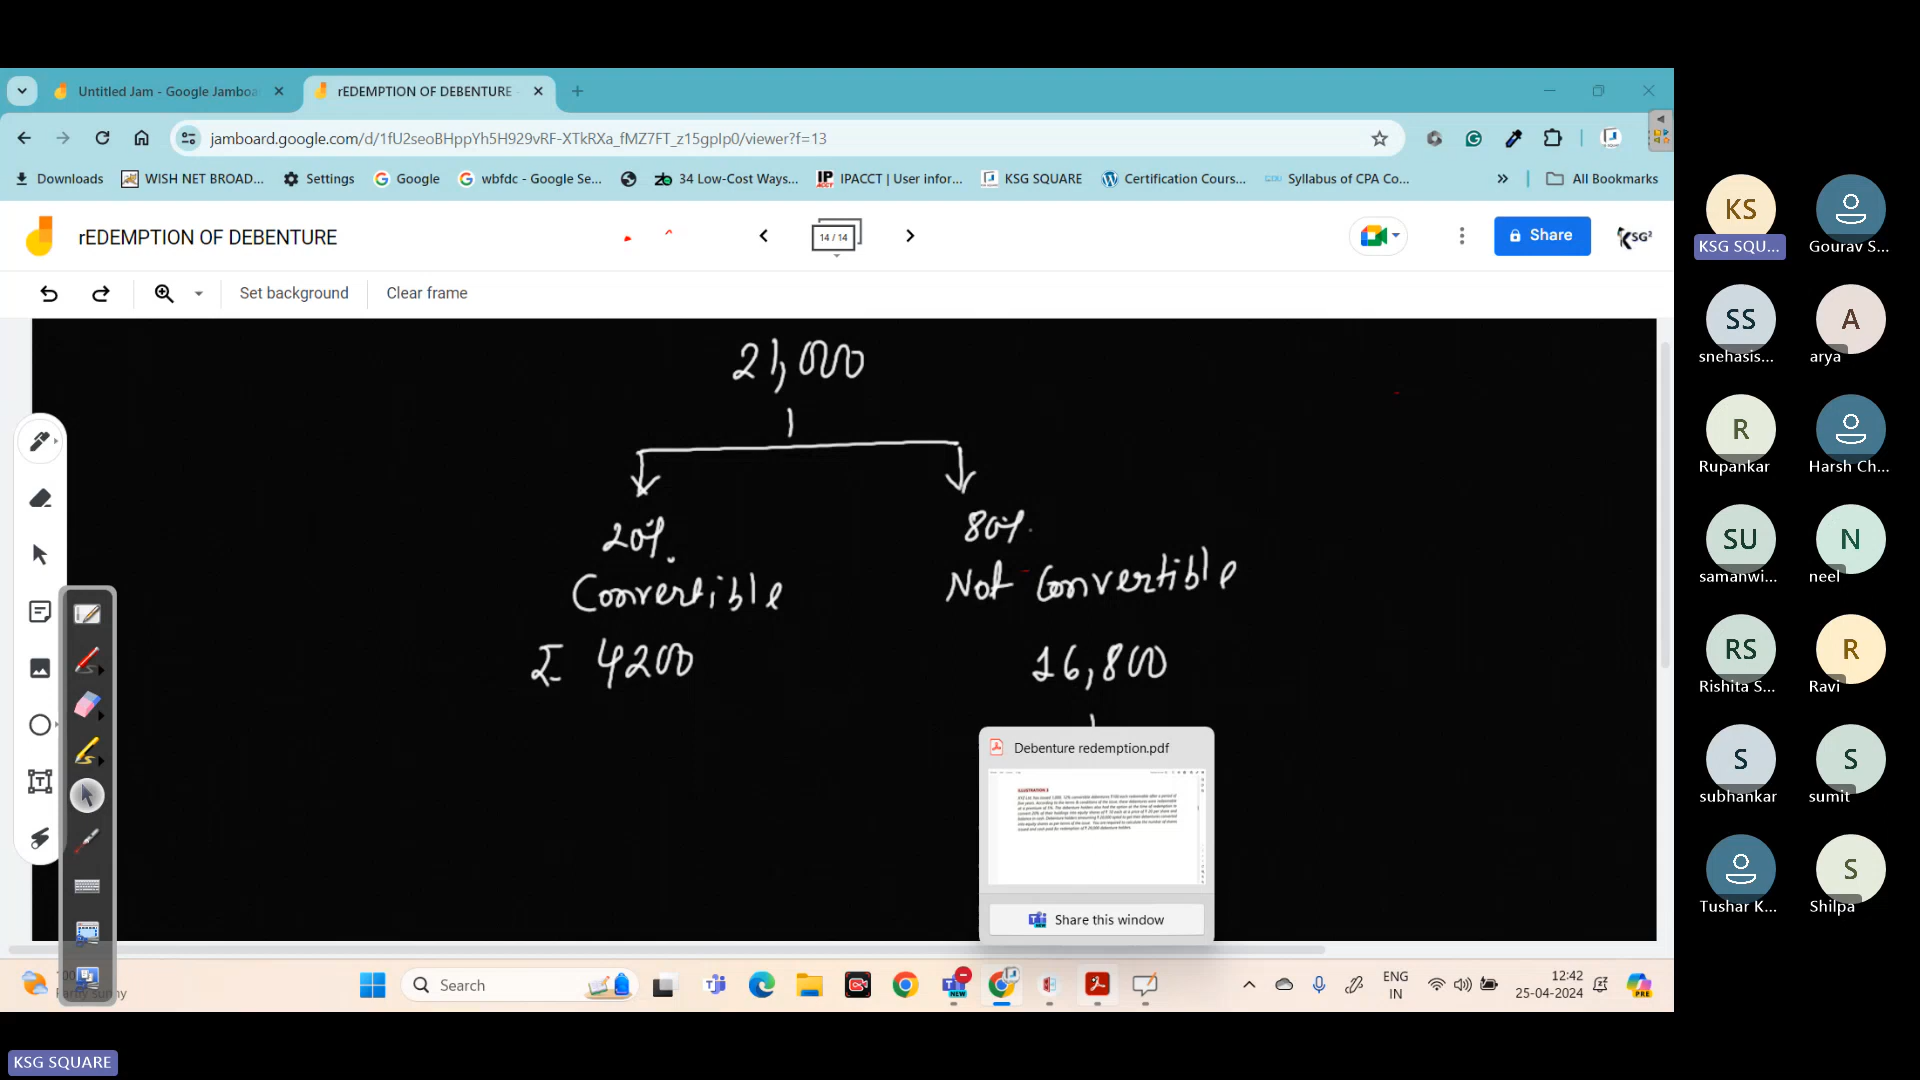 Untitled Jam - Google Jamboa
rEDEMPTION OF DEBENTURE -
jamboard.google.com/d/1fU2seoBHppYh5H929vRF-XTkRXa_fMZ7FT_z15gpIp0/viewer?f=13
Downloads
WISH NET BROAD...
Settings
Google
wbfdc - Google Se...
34 Low-Cost Ways...
IPACCT | User infor...
KSG SQUARE
Certification Cours...
Syllabus of CPA Co...
All Bookmarks
rEDEMPTION OF DEBENTURE
14 / 14
Share
KSG²
Set background
Clear frame
21,000
20%.
80%.
Convertible
Not Convertible
4200
16,800
Debenture redemption.pdf
Share this window
Search
ENG
IN
12:42
25-04-2024
KS
KSG SQU...
Gourav S...
SS
snehasis...
A
arya
R
Rupankar
Harsh Ch...
SU
samanwi...
N
neel
RS
Rishita S...
R
Ravi
S
subhankar
S
sumit
Tushar K...
S
Shilpa
KSG SQUARE